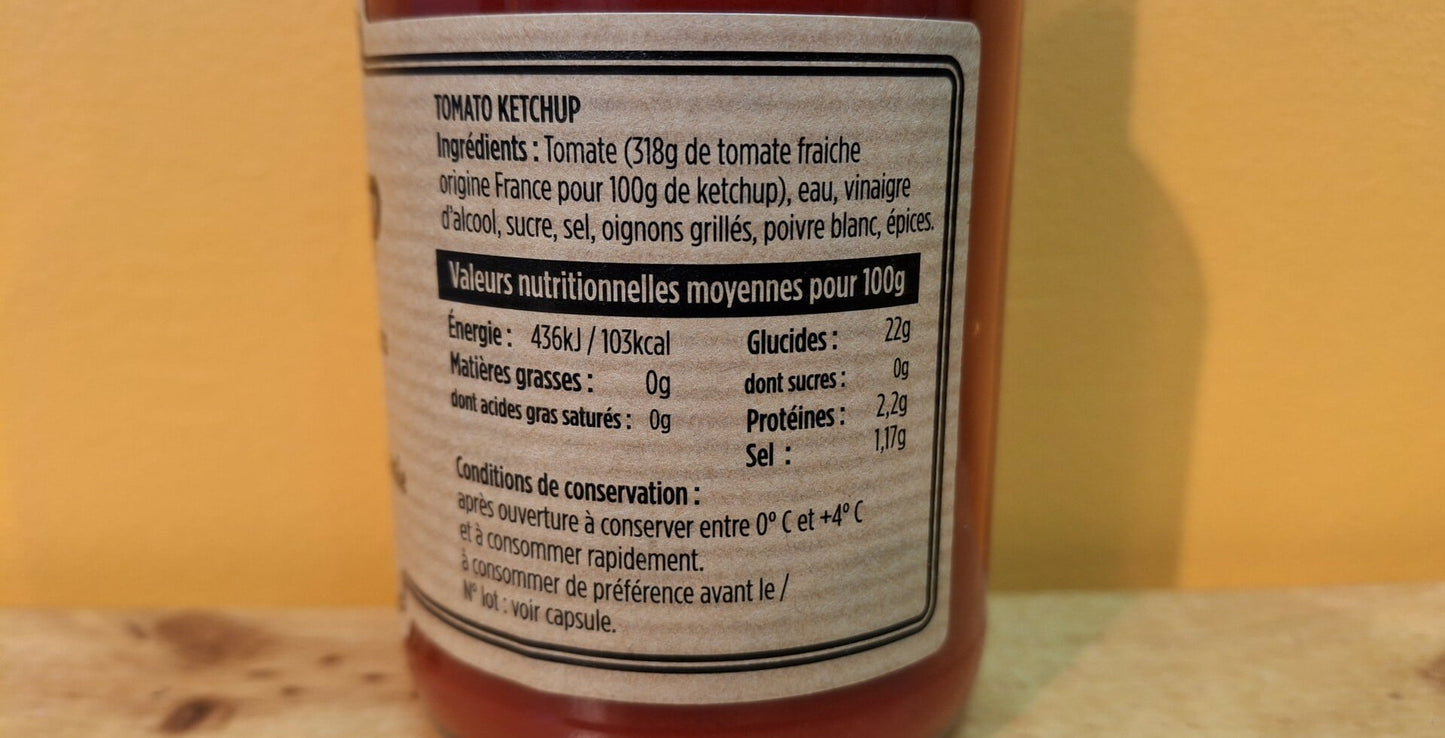 TOMATO KETCHUP
Ingrédients : Tomate (318g de tomate fraiche
origine France pour 100g de ketchup), eau, vinaigre
d'alcool, sucre, sel, oignons grillés, poivre blanc, épices.
Valeurs nutritionnelles moyennes pour 100g
Énergie : 436kJ / 103kcal
Matières grasses : 0g
dont acides gras saturés : 0g
Glucides : 22g
dont sucres : 0g
Protéines : 2,2g
Sel : 1,17g
Conditions de conservation :
après ouverture à conserver entre 0° C et +4° C
et à consommer rapidement.
à consommer de préférence avant le /
N° lot : voir capsule.